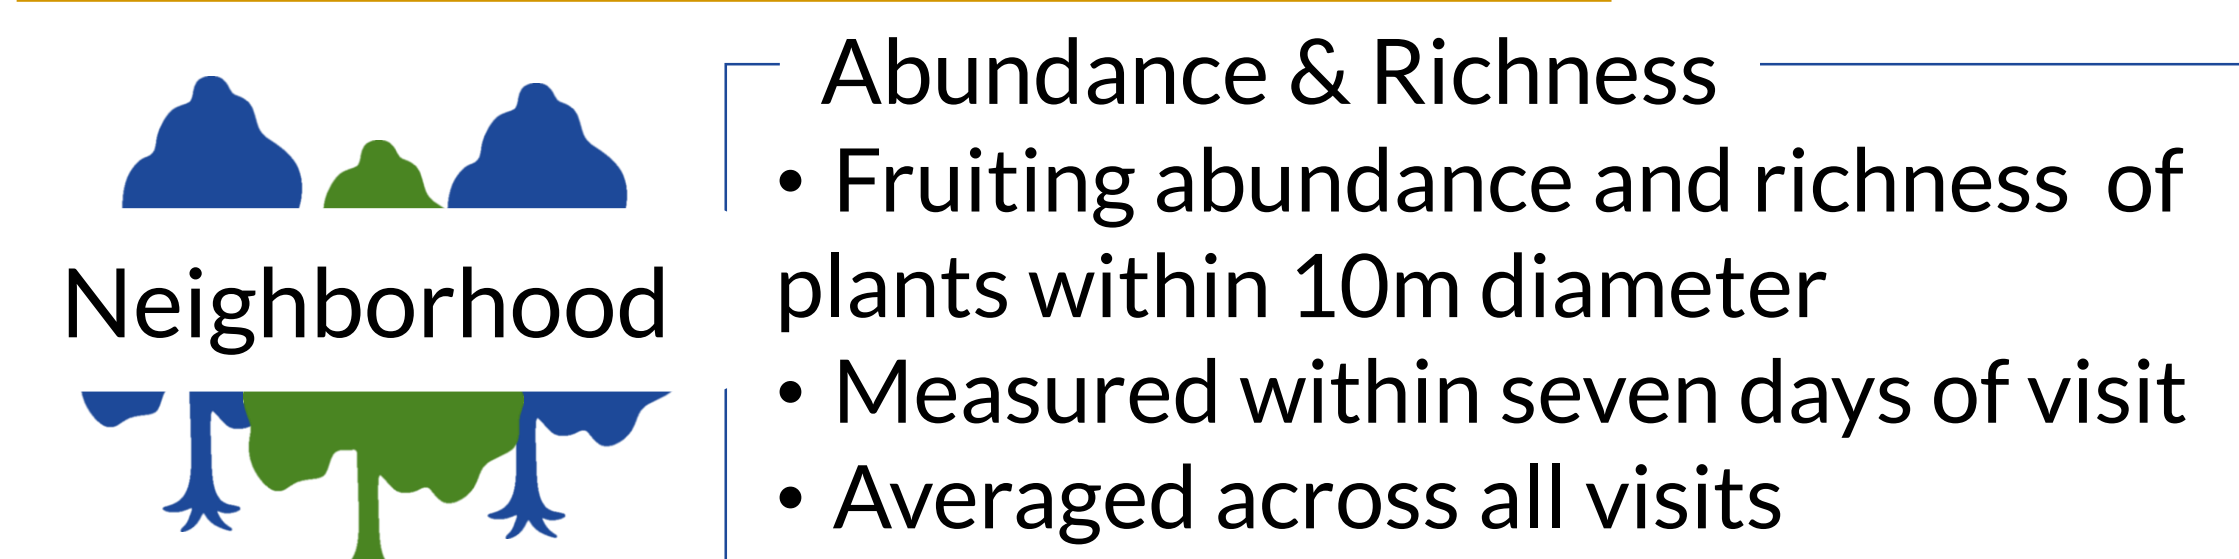 Neighborhood
Abundance & Richness
• Fruiting abundance and richness of
plants within 10m diameter
• Measured within seven days of visit
• Averaged across all visits